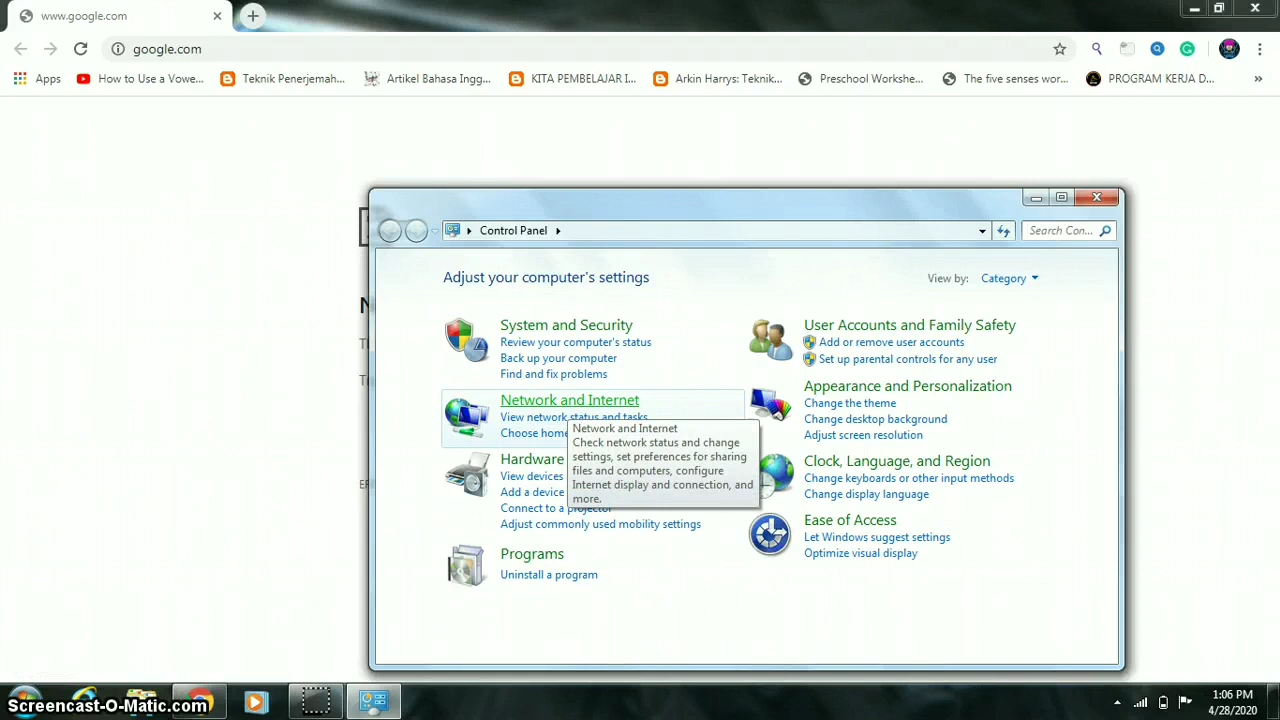 www.google.com
google.com
Apps
How to Use a Vowe...
Teknik Penerjemah...
Artikel Bahasa Ingg...
KITA PEMBELAJAR I...
Arkin Harrys: Teknik...
Preschool Workshe...
The five senses wor...
PROGRAM KERJA D...
»
Control Panel
Search Con...
Adjust your computer's settings
View by: Category
System and Security
Review your computer's status
Back up your computer
Find and fix problems
Network and Internet
View network status and tasks
Choose home
Network and Internet
Check network status and change
settings, set preferences for sharing
files and computers, configure
Internet display and connection, and
more.
Hardware
View devices
Add a device
Connect to a projector
Adjust commonly used mobility settings
Programs
Uninstall a program
User Accounts and Family Safety
Add or remove user accounts
Set up parental controls for any user
Appearance and Personalization
Change the theme
Change desktop background
Adjust screen resolution
Clock, Language, and Region
Change keyboards or other input methods
Change display language
Ease of Access
Let Windows suggest settings
Optimize visual display
Screencast-O-Matic.com
1:06 PM
4/28/2020